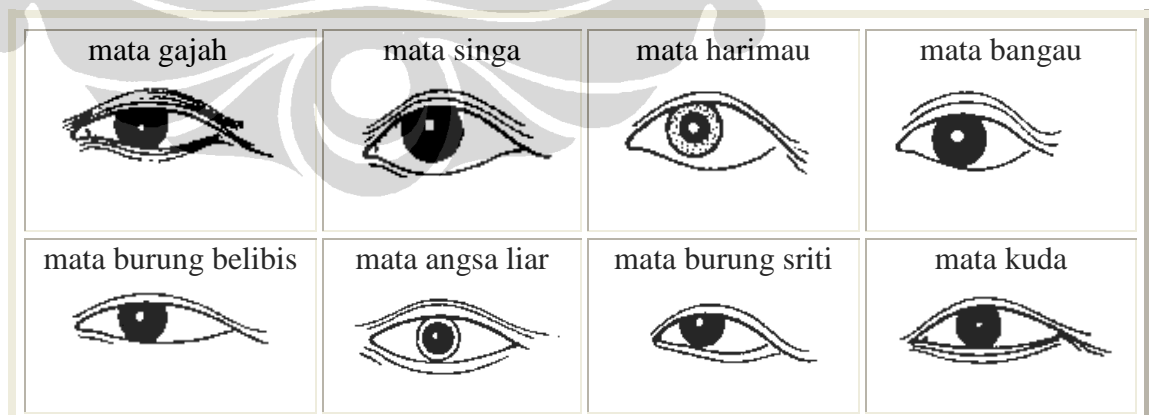 mata gajah
mata singa
mata harimau
mata bangau
mata burung belibis
mata angsa liar
mata burung sriti
mata kuda